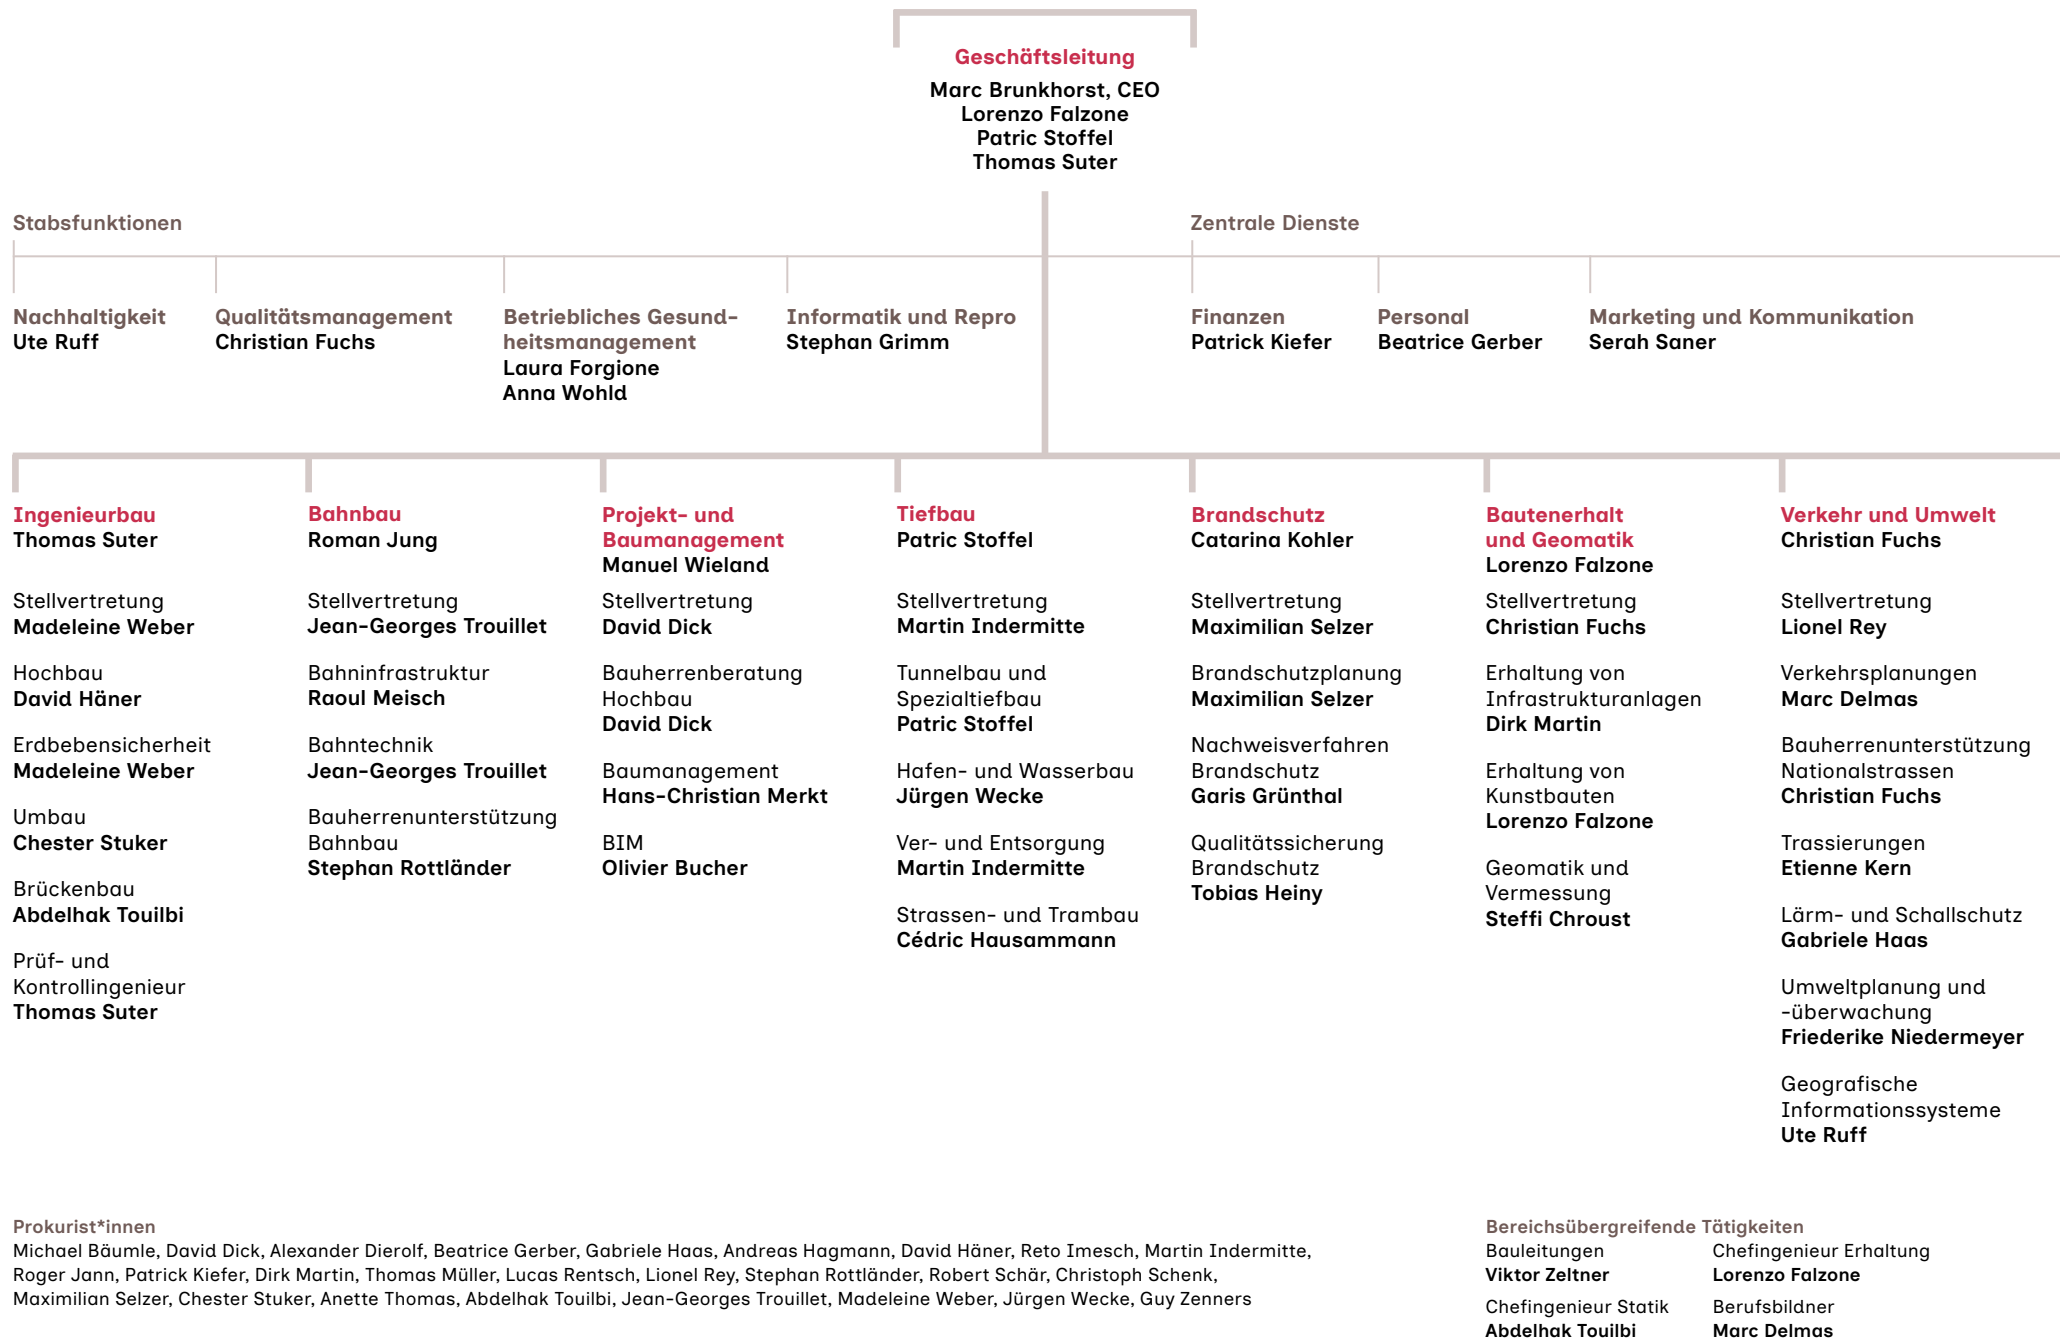 Geschäftsleitung
Marc Brunkhorst, CEO
Lorenzo Falzone
Patric Stoffel
Thomas Suter
Stabsfunktionen
Nachhaltigkeit
Ute Ruff
Qualitätsmanagement
Christian Fuchs
Betriebliches Gesund-
heitsmanagement
Laura Forgione
Anna Wohld
Informatik und Repro
Stephan Grimm
Zentrale Dienste
Finanzen
Patrick Kiefer
Personal
Beatrice Gerber
Marketing und Kommunikation
Serah Saner
Ingenieurbau
Thomas Suter
Stellvertretung
Madeleine Weber
Hochbau
David Häner
Erdbebensicherheit
Madeleine Weber
Umbau
Chester Stuker
Brückenbau
Abdelhak Touilbi
Prüf- und
Kontrollingenieur
Thomas Suter
Bahnbau
Roman Jung
Stellvertretung
Jean-Georges Trouillet
Bahninfrastruktur
Raoul Meisch
Bahntechnik
Jean-Georges Trouillet
Bauherrenunterstützung
Bahnbau
Stephan Rottländer
Projekt- und
Baumanagement
Manuel Wieland
Stellvertretung
David Dick
Bauherrenberatung
Hochbau
David Dick
Baumanagement
Hans-Christian Merkt
BIM
Olivier Bucher
Tiefbau
Patric Stoffel
Stellvertretung
Martin Indermitte
Tunnelbau und
Spezialtiefbau
Patric Stoffel
Hafen- und Wasserbau
Jürgen Wecke
Ver- und Entsorgung
Martin Indermitte
Strassen- und Trambau
Cédric Hausammann
Brandschutz
Catarina Kohler
Stellvertretung
Maximilian Selzer
Brandschutzplanung
Maximilian Selzer
Nachweisverfahren
Brandschutz
Garis Grünthal
Qualitätssicherung
Brandschutz
Tobias Heiny
Bautenerhalt
und Geomatik
Lorenzo Falzone
Stellvertretung
Christian Fuchs
Erhaltung von
Infrastrukturanlagen
Dirk Martin
Erhaltung von
Kunstbauten
Lorenzo Falzone
Geomatik und
Vermessung
Steffi Chroust
Verkehr und Umwelt
Christian Fuchs
Stellvertretung
Lionel Rey
Verkehrsplanungen
Marc Delmas
Bauherrenunterstützung
Nationalstrassen
Christian Fuchs
Trassierungen
Etienne Kern
Lärm- und Schallschutz
Gabriele Haas
Umweltplanung und
-überwachung
Friederike Niedermeyer
Geografische
Informationssysteme
Ute Ruff
Prokurist*innen
Michael Bäumle, David Dick, Alexander Dierolf, Beatrice Gerber, Gabriele Haas, Andreas Hagmann, David Häner, Reto Imesch, Martin Indermitte,
Roger Jann, Patrick Kiefer, Dirk Martin, Thomas Müller, Lucas Rentsch, Lionel Rey, Stephan Rottländer, Robert Schär, Christoph Schenk,
Maximilian Selzer, Chester Stuker, Anette Thomas, Abdelhak Touilbi, Jean-Georges Trouillet, Madeleine Weber, Jürgen Wecke, Guy Zenners
Bereichsübergreifende Tätigkeiten
Bauleitungen
Viktor Zeltner
Chefingenieur Statik
Abdelhak Touilbi
Chefingenieur Erhaltung
Lorenzo Falzone
Berufsbildner
Marc Delmas